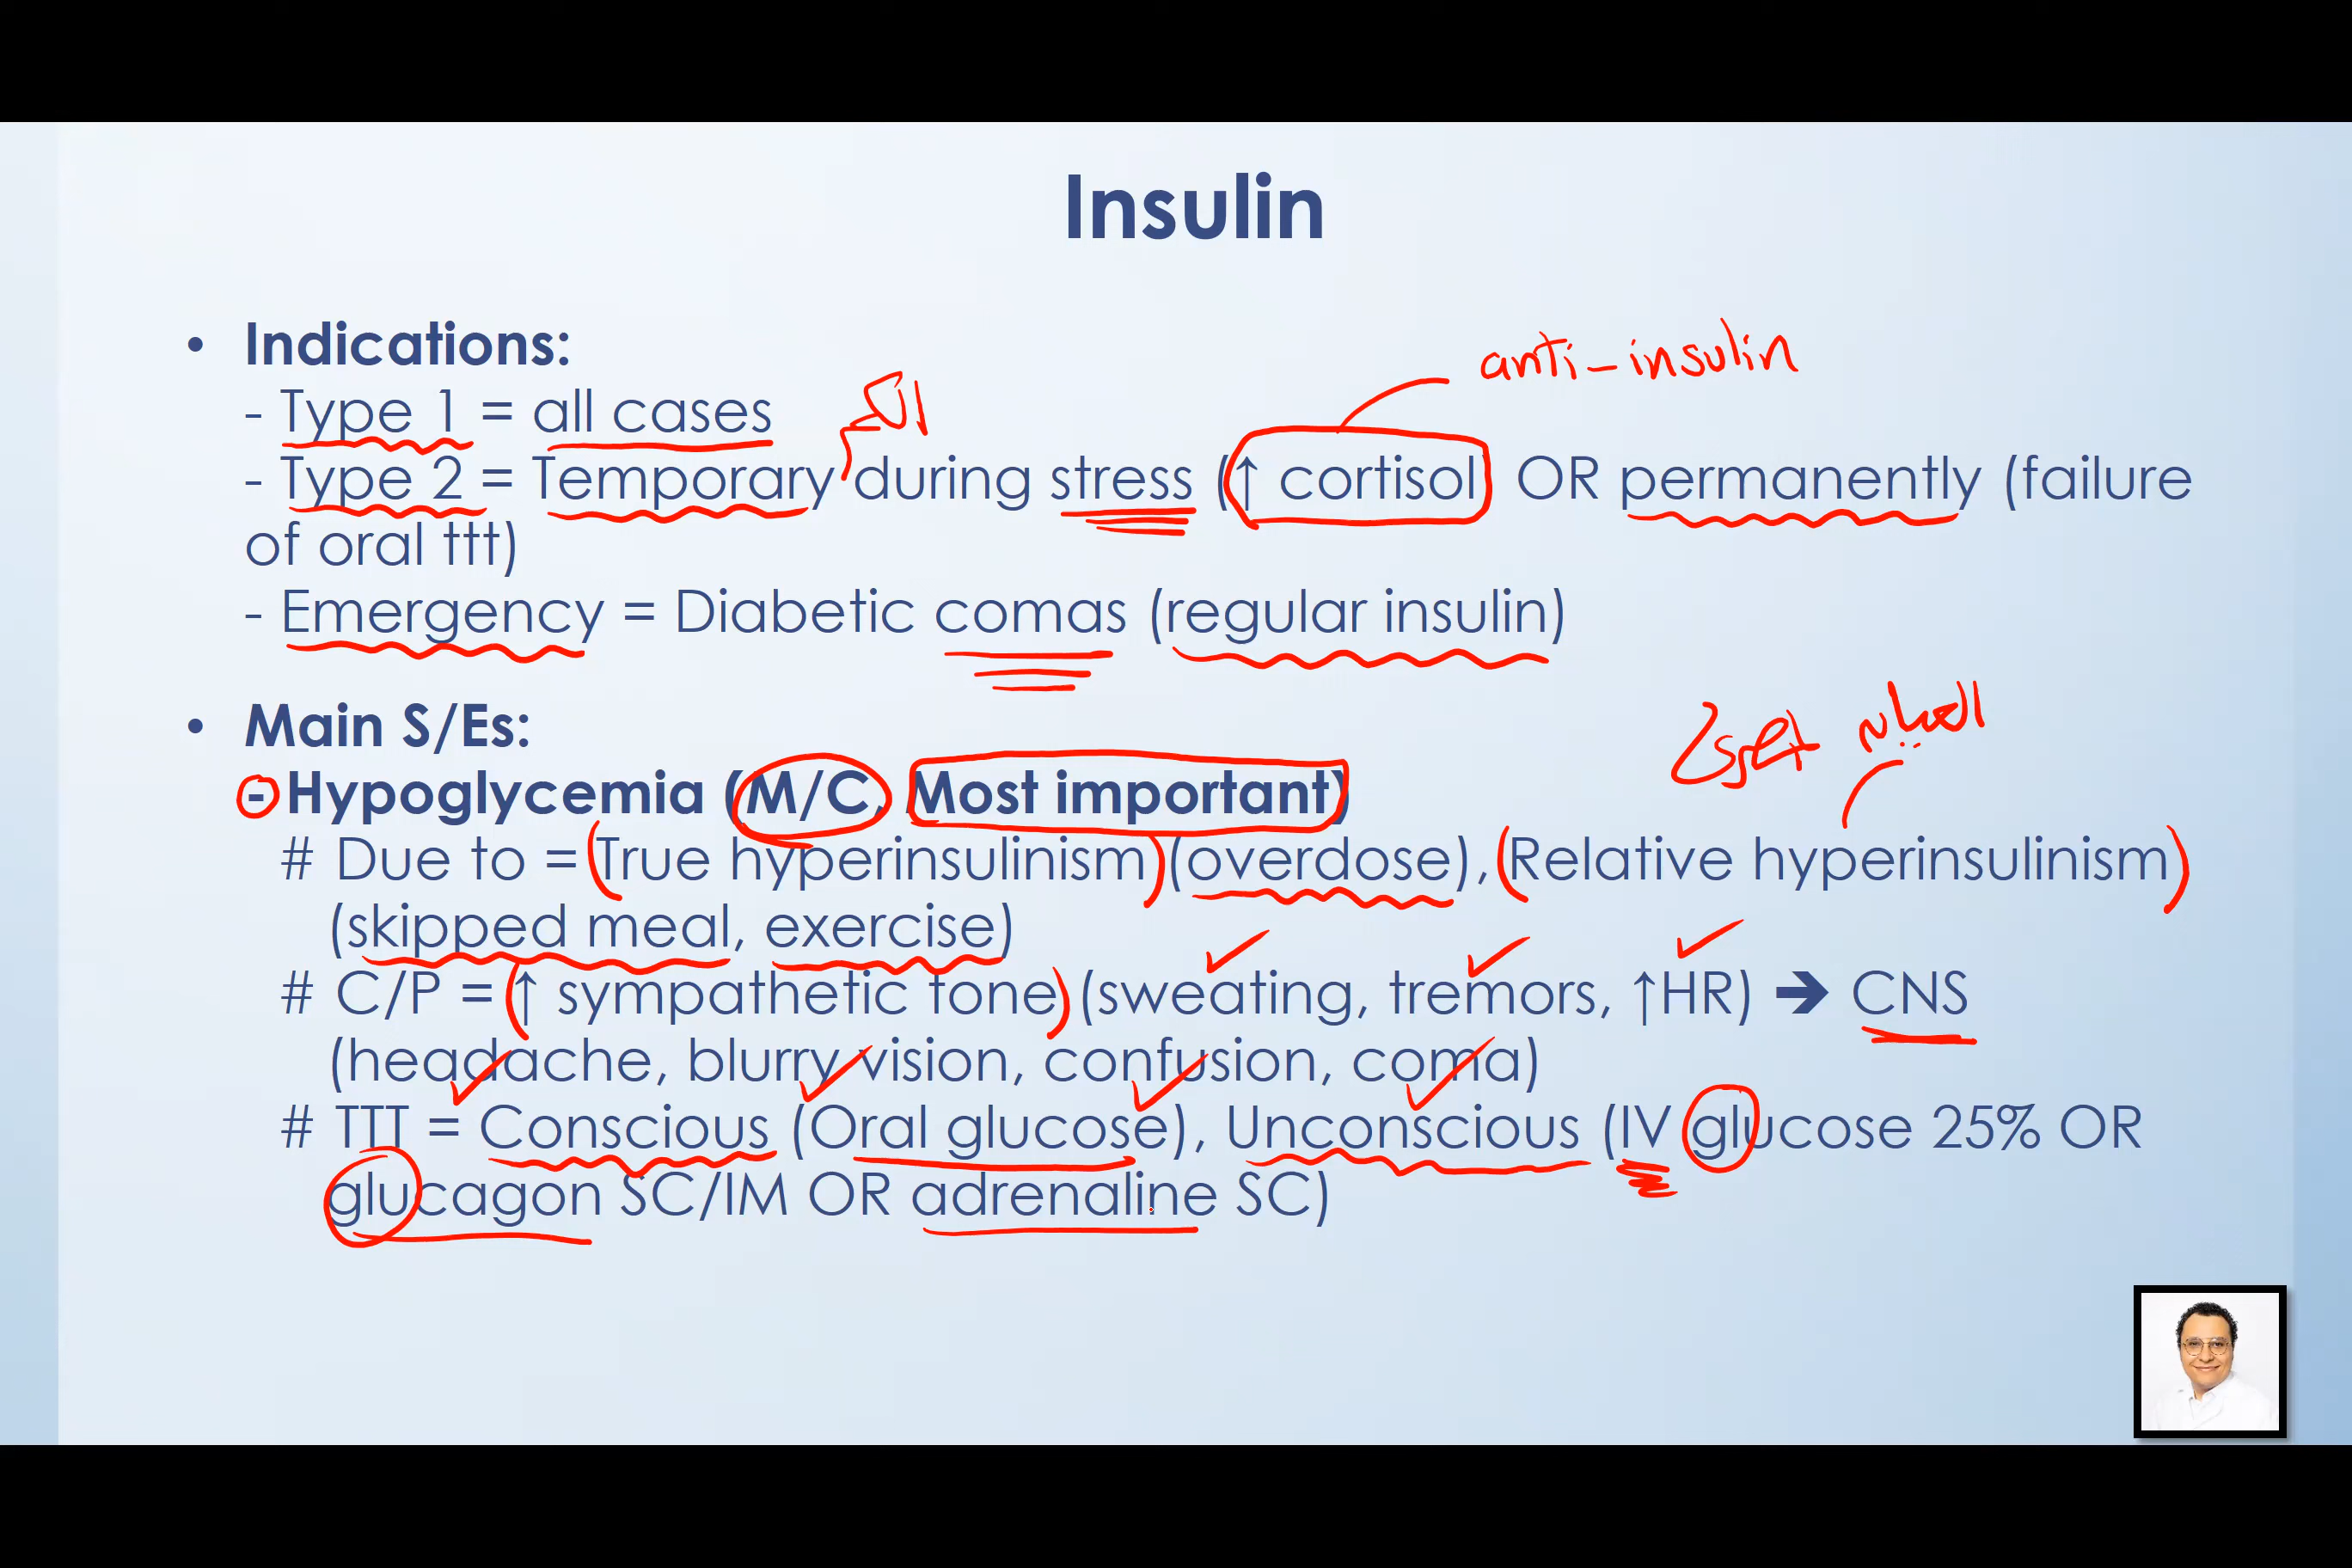 Insulin
• Indications:
anti-insulin
- Type 1 = all cases
- Type 2 = Temporary during stress (↑ cortisol) OR permanently (failure
of oral ttt)
- Emergency = Diabetic comas (regular insulin)
• Main S/Es:
- Hypoglycemia (M/C, Most important)
# Due to = True hyperinsulinism (overdose), Relative hyperinsulinism
(skipped meal, exercise)
# C/P = ↑ sympathetic tone (sweating, tremors, ↑HR) ➔ CNS
(headache, blurry vision, confusion, coma)
# TTT = Conscious (Oral glucose), Unconscious (IV glucose 25% OR
glucagon SC/IM OR adrenaline SC)